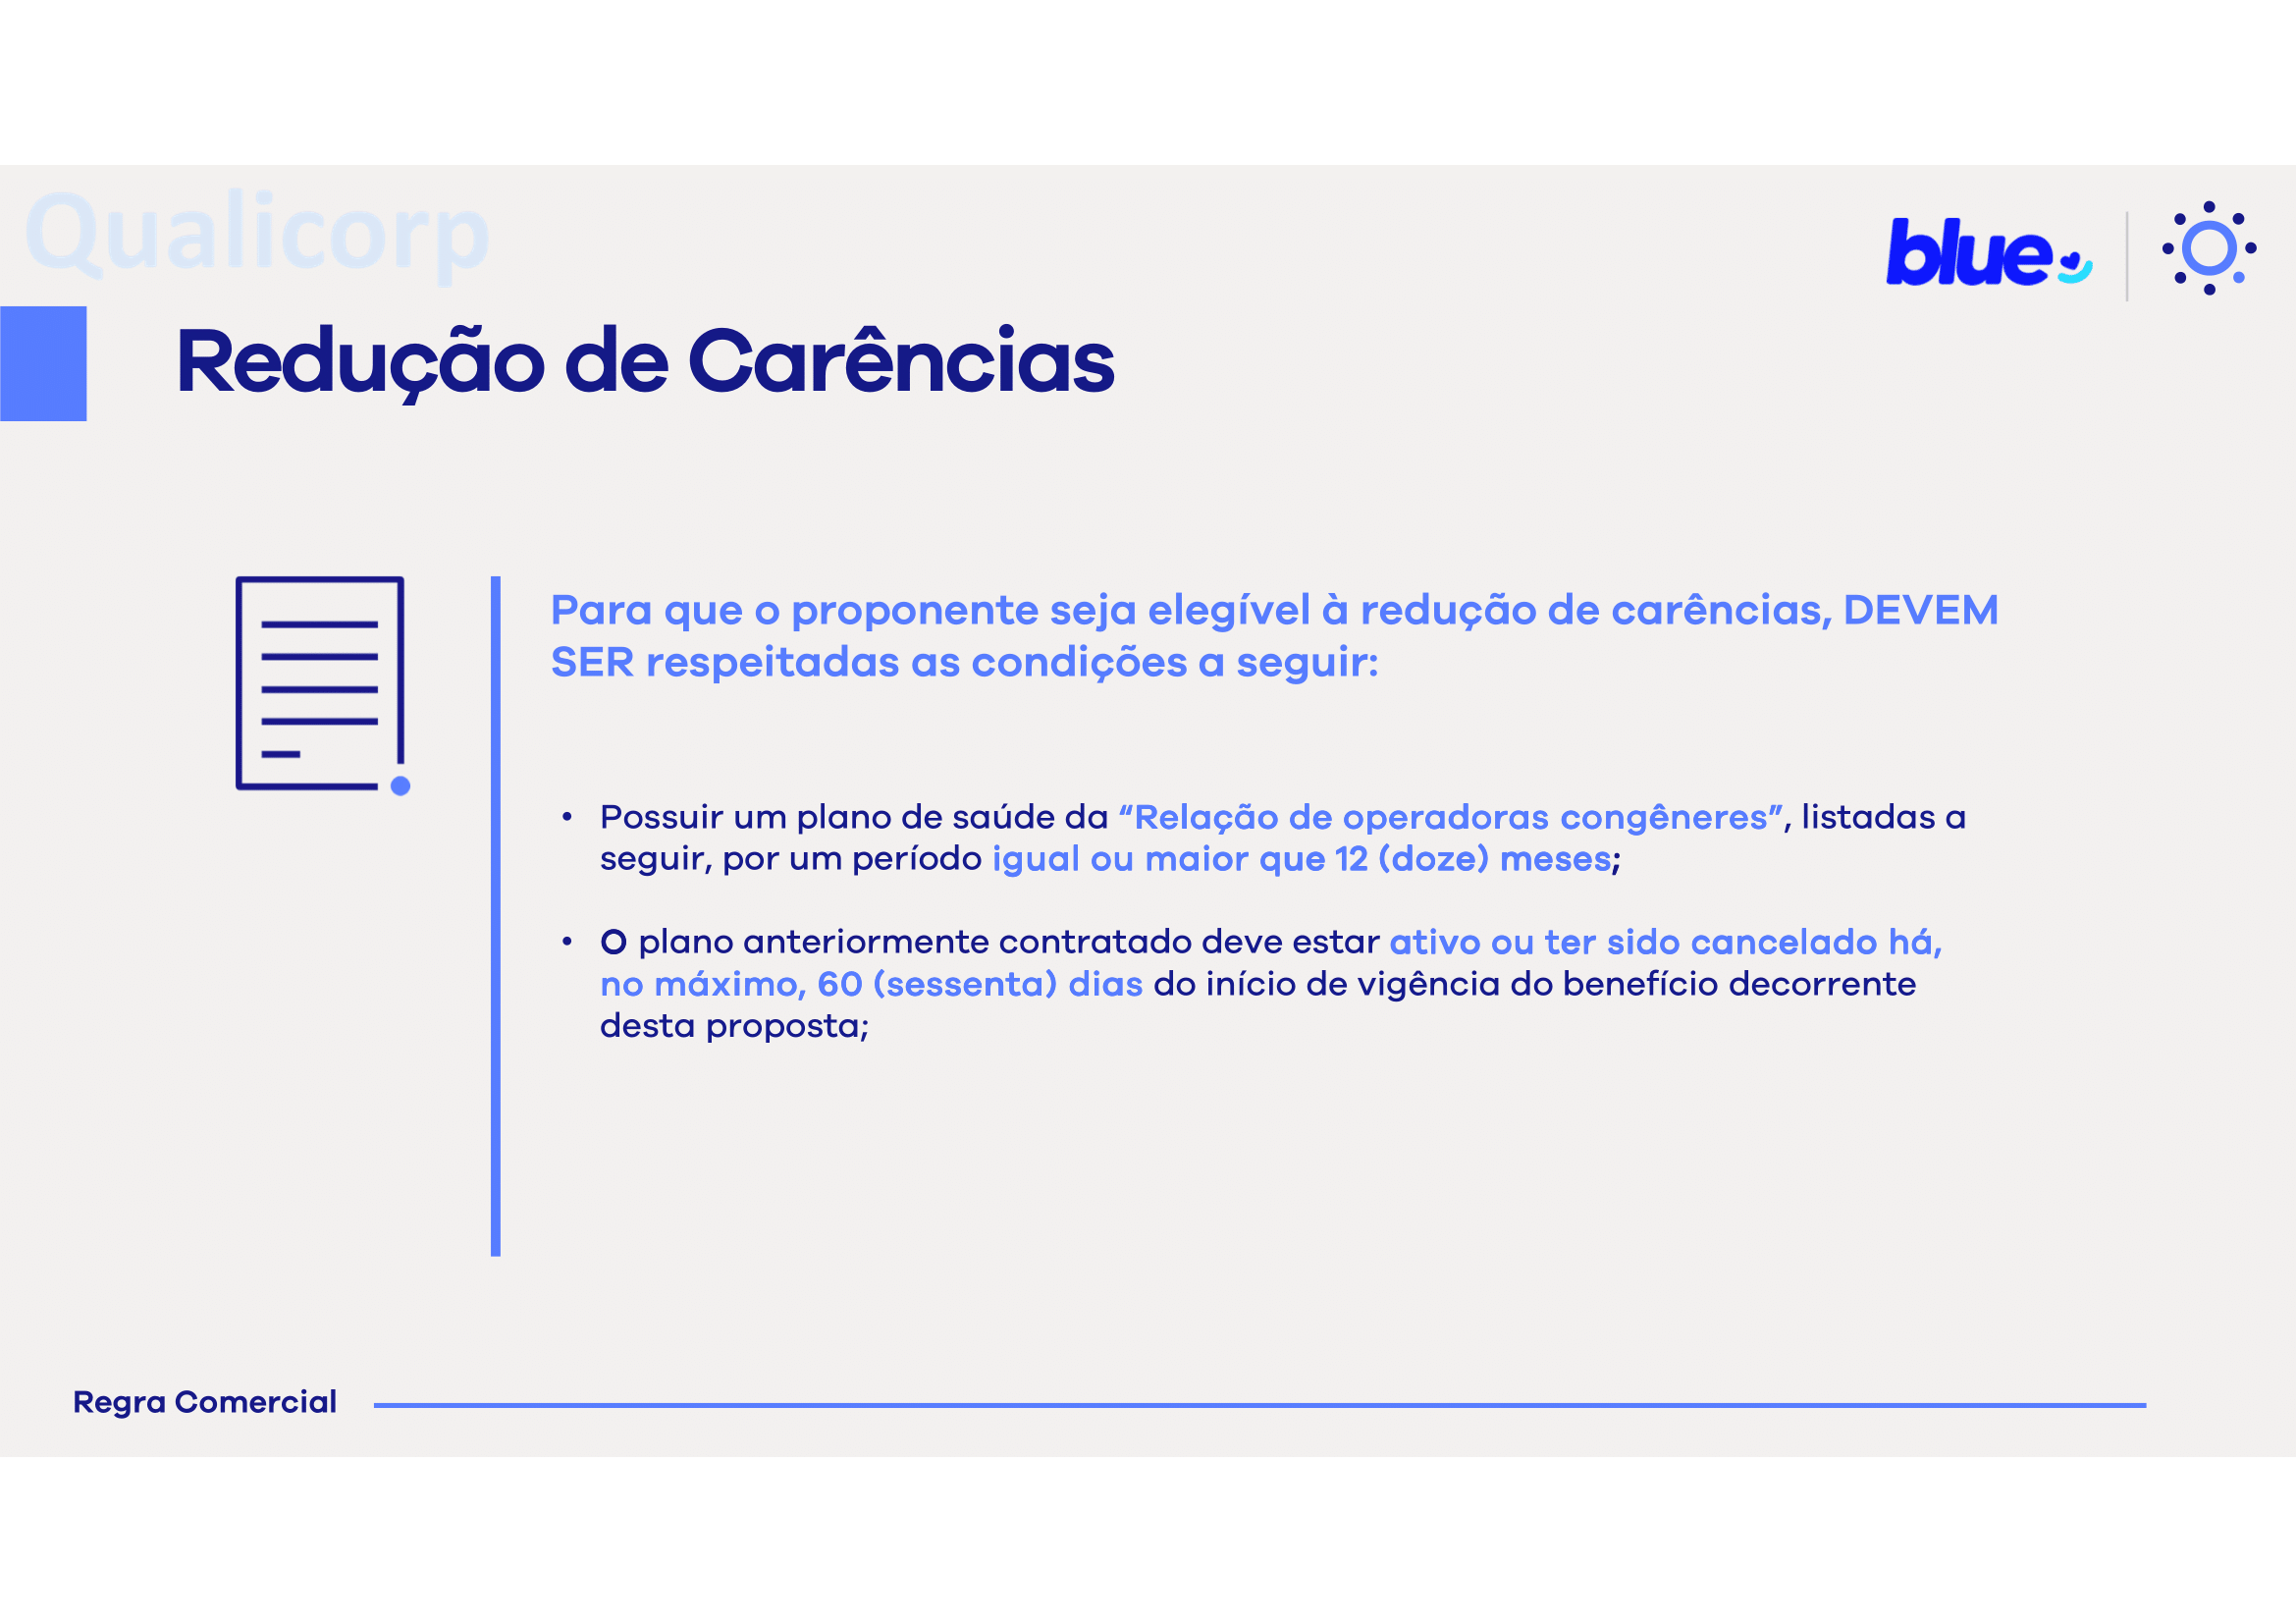 Qualicorp
blue
Redução de Carências
Para que o proponente seja elegível à redução de carências, DEVEM
SER respeitadas as condições a seguir:
• Possuir um plano de saúde da “Relação de operadoras congêneres”, listadas a
seguir, por um período igual ou maior que 12 (doze) meses;
• O plano anteriormente contratado deve estar ativo ou ter sido cancelado há,
no máximo, 60 (sessenta) dias do início de vigência do benefício decorrente
desta proposta;
Regra Comercial